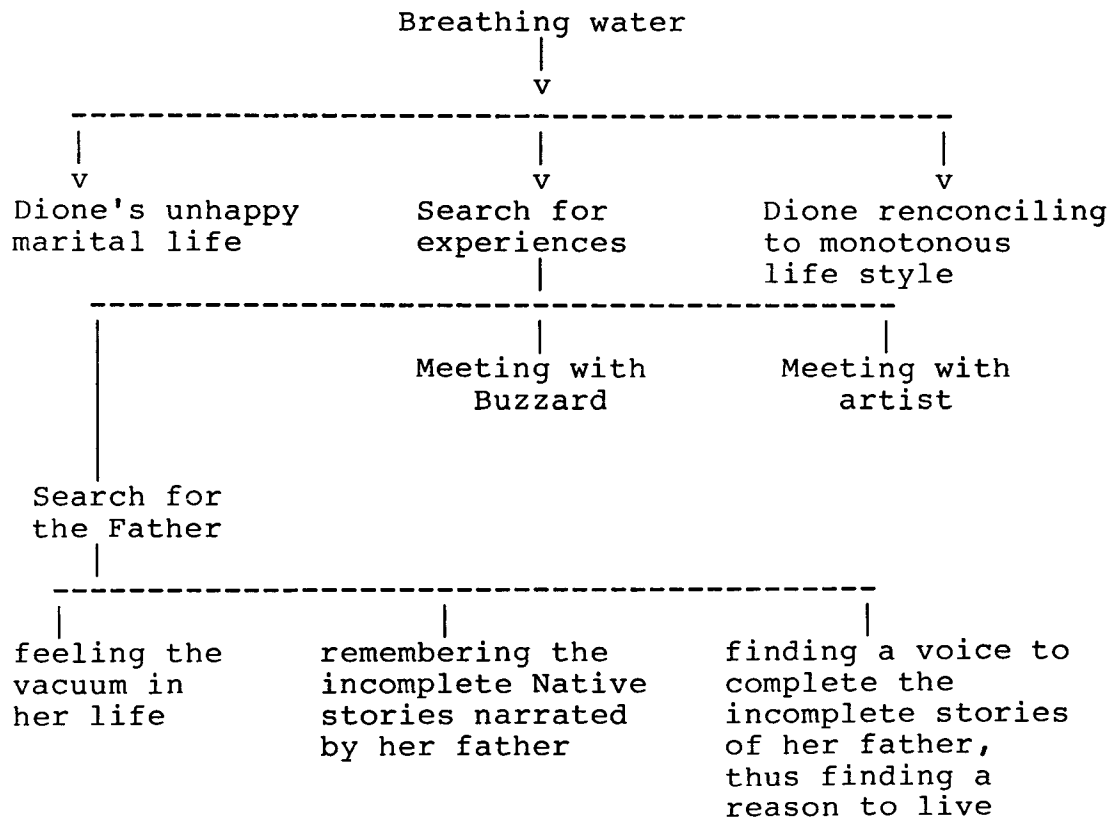 Breathing water
v
v
v
v
Dione's unhappy
marital life
Search for
experiences
Dione renconciling
to monotonous
life style
Meeting with
Buzzard
Meeting with
artist
Search for
the Father
feeling the
vacuum in
her life
remembering the
incomplete Native
stories narrated
by her father
finding a voice to
complete the
incomplete stories
of her father,
thus finding a
reason to live